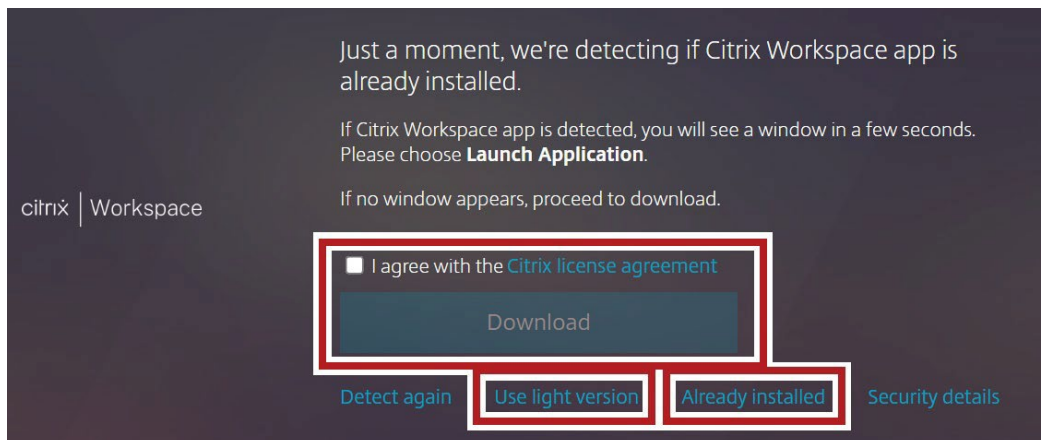 Just a moment, we're detecting if Citrix Workspace app is
already installed.
If Citrix Workspace app is detected, you will see a window in a few seconds.
Please choose Launch Application.
citrix | Workspace
If no window appears, proceed to download.
I agree with the Citrix license agreement
Download
Detect again Use light version Already installed Security details